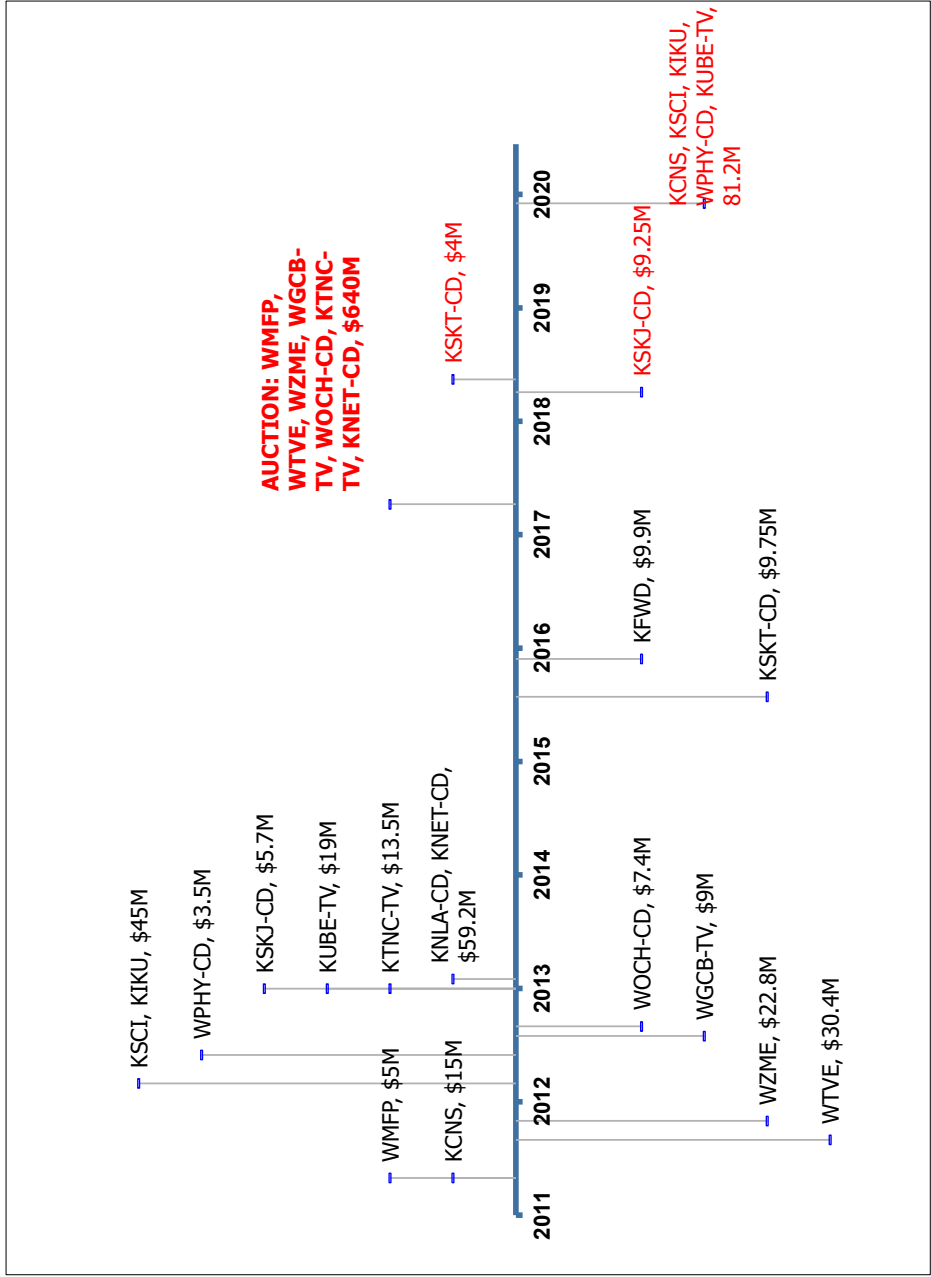 KSCI, KIKU, $45M
WPHY-CD, $3.5M
KSKJ-CD, $5.7M
KUBE-TV, $19M
WMFP, $5M
KTNC-TV, $13.5M
KCNS, $15M
KNLA-CD, KNET-CD,
$59.2M
AUCTION: WMFP,
WTVE, WZME, WGCB-
TV, WOCH-CD, KTNC-
TV, KNET-CD, $640M
KSKT-CD, $4M
2011
2012
2013
2014
2015
2016
2017
2018
2019
2020
WOCH-CD, $7.4M
WGCB-TV, $9M
WZME, $22.8M
WTVE, $30.4M
KFWD, $9.9M
KSKT-CD, $9.75M
KSKJ-CD, $9.25M
KCNS, KSCI, KIKU,
WPHY-CD, KUBE-TV,
81.2M